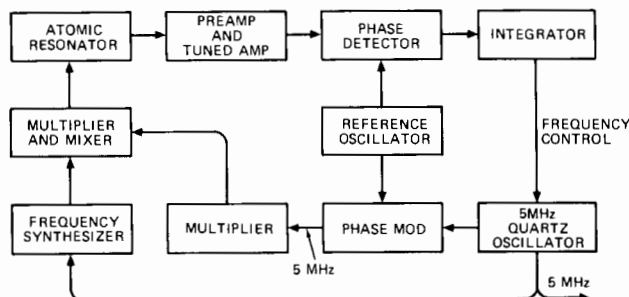 ATOMIC
RESONATOR
PREAMP
AND
TUNED AMP
PHASE
DETECTOR
INTEGRATOR
MULTIPLIER
AND MIXER
REFERENCE
OSCILLATOR
FREQUENCY
CONTROL
FREQUENCY
SYNTHESIZER
MULTIPLIER
PHASE MOD
5MHz
QUARTZ
OSCILLATOR
5 MHz
5 MHz